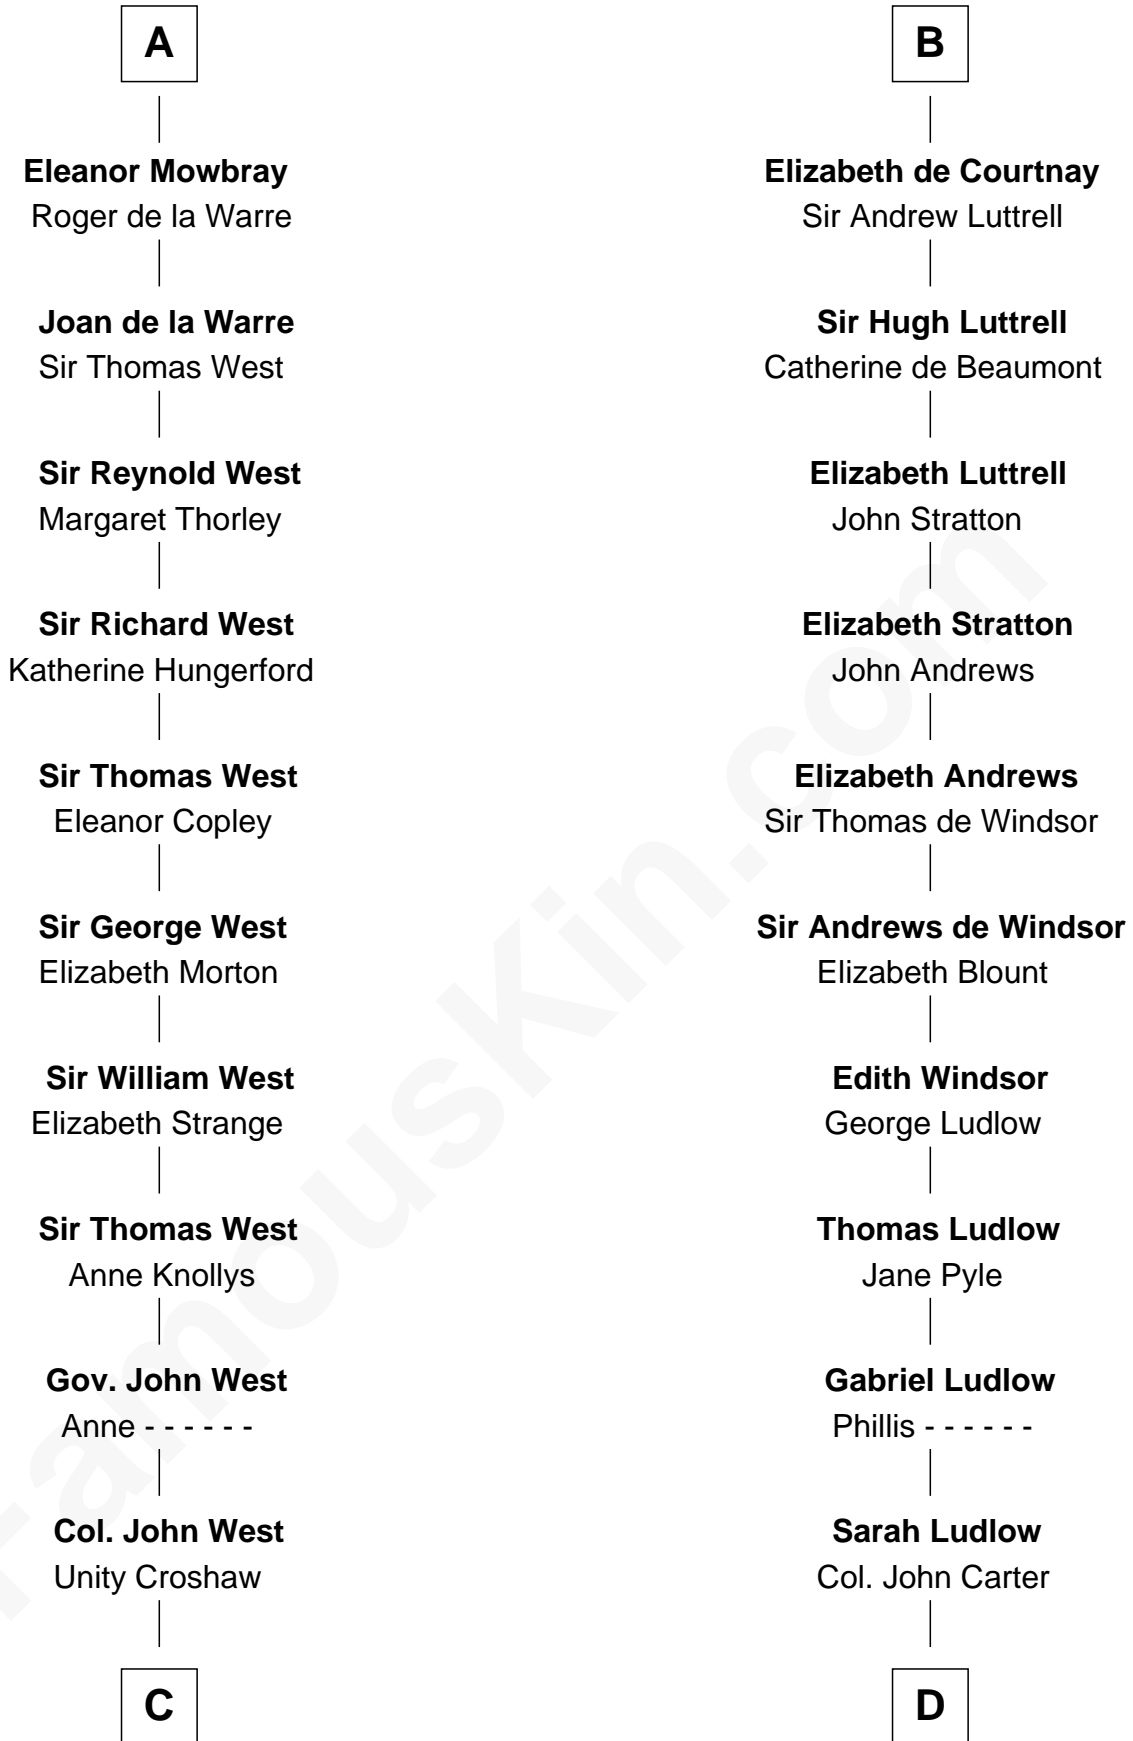 A
Eleanor Mowbray
Roger de la Warre
Joan de la Warre
Sir Thomas West
Sir Reynold West
Margaret Thorley
Sir Richard West
Katherine Hungerford
Sir Thomas West
Eleanor Copley
Sir George West
Elizabeth Morton
Sir William West
Elizabeth Strange
Sir Thomas West
Anne Knollys
Gov. John West
Anne - - - - - -
Col. John West
Unity Croshaw
C
B
Elizabeth de Courtnay
Sir Andrew Luttrell
Sir Hugh Luttrell
Catherine de Beaumont
Elizabeth Luttrell
John Stratton
Elizabeth Stratton
John Andrews
Elizabeth Andrews
Sir Thomas de Windsor
Sir Andrews de Windsor
Elizabeth Blount
Edith Windsor
George Ludlow
Thomas Ludlow
Jane Pyle
Gabriel Ludlow
Phillis - - - - - -
Sarah Ludlow
Col. John Carter
D
FamousKin.com